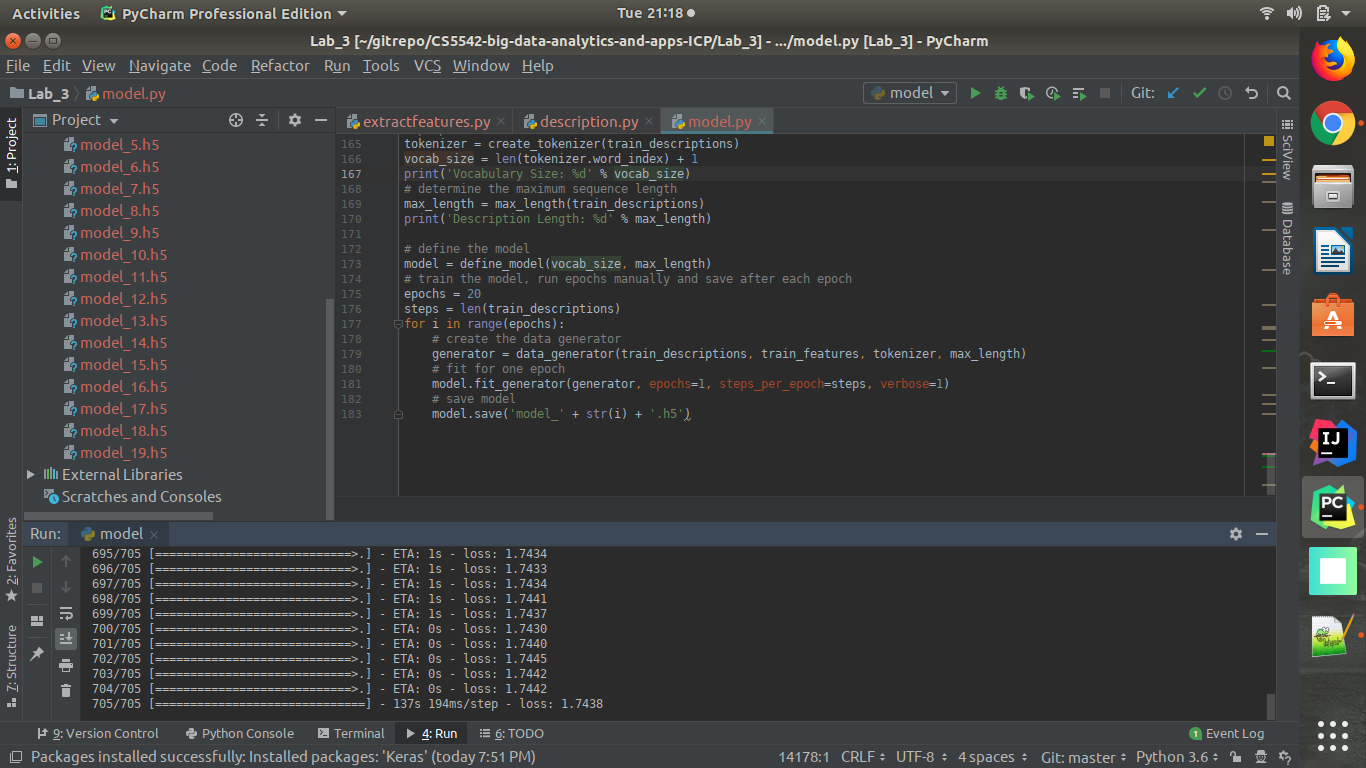 Activities PyCharm Professional Edition Tue 21:18
Lab_3 [~/gitrepo/CS5542-big-data-analytics-and-apps-ICP/Lab_3] - .../model.py [Lab_3] - PyCharm
File Edit View Navigate Code Refactor Run Tools VCS Window Help
Lab_3 model.py model Git:
1: Project
Project
extractfeatures.py description.py model.py
model_5.h5
model_6.h5
model_7.h5
model_8.h5
model_9.h5
model_10.h5
model_11.h5
model_12.h5
model_13.h5
model_14.h5
model_15.h5
model_16.h5
model_17.h5
model_18.h5
model_19.h5
External Libraries
Scratches and Consoles
165 tokenizer = create_tokenizer(train_descriptions)
166 vocab_size = len(tokenizer.word_index) + 1
167 print('Vocabulary Size: %d' % vocab_size)
168 # determine the maximum sequence length
169 max_length = max_length(train_descriptions)
170 print('Description Length: %d' % max_length)
171
172 # define the model
173 model = define_model(vocab_size, max_length)
174 # train the model, run epochs manually and save after each epoch
175 epochs = 20
176 steps = len(train_descriptions)
177 for i in range(epochs):
178 # create the data generator
179 generator = data_generator(train_descriptions, train_features, tokenizer, max_length)
180 # fit for one epoch
181 model.fit_generator(generator, epochs=1, steps_per_epoch=steps, verbose=1)
182 # save model
183 model.save('model_' + str(i) + '.h5')
SciView
Database
2: Favorites
7: Structure
Run: model
695/705 [============================>.] - ETA: 1s - loss: 1.7434
696/705 [============================>.] - ETA: 1s - loss: 1.7433
697/705 [============================>.] - ETA: 1s - loss: 1.7434
698/705 [============================>.] - ETA: 1s - loss: 1.7441
699/705 [============================>.] - ETA: 1s - loss: 1.7437
700/705 [============================>.] - ETA: 0s - loss: 1.7430
701/705 [============================>.] - ETA: 0s - loss: 1.7440
702/705 [============================>.] - ETA: 0s - loss: 1.7445
703/705 [============================>.] - ETA: 0s - loss: 1.7442
704/705 [============================>.] - ETA: 0s - loss: 1.7442
705/705 [==============================] - 137s 194ms/step - loss: 1.7438
9: Version Control Python Console Terminal 4: Run 6: TODO 1 Event Log
Packages installed successfully: Installed packages: 'Keras' (today 7:51 PM) 14178:1 CRLF UTF-8 4 spaces Git: master Python 3.6
IJ
PC